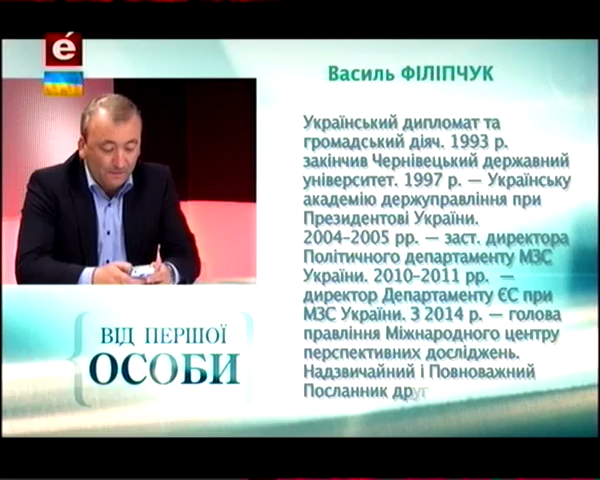 é
Василь ФІЛІПЧУК
Український дипломат та
громадський діяч. 1993 р.
закінчив Чернівецький державний
університет. 1997 р. — Українську
академію держуправління при
Президентові України.
2004–2005 рр. — заст. директора
Політичного департаменту МЗС
України. 2010–2011 рр. —
директор Департаменту ЄС при
МЗС України. З 2014 р. — голова
правління Міжнародного центру
перспективних досліджень.
Надзвичайний і Повноважний
Посланник друг
ВІД ПЕРШОЇ
ОСОБИ